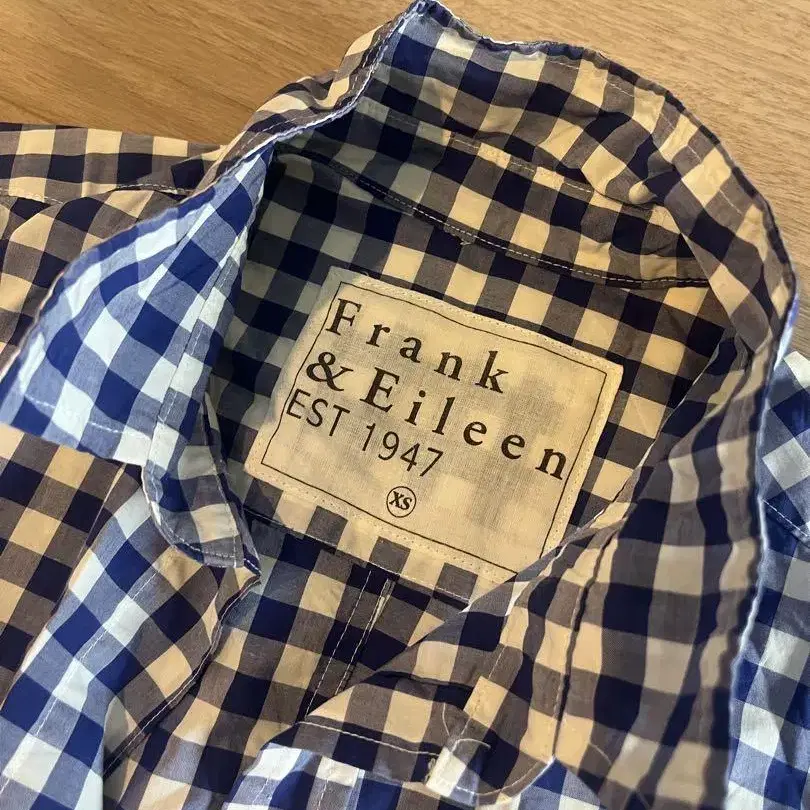 Frank
& Eileen
EST 1947
XS